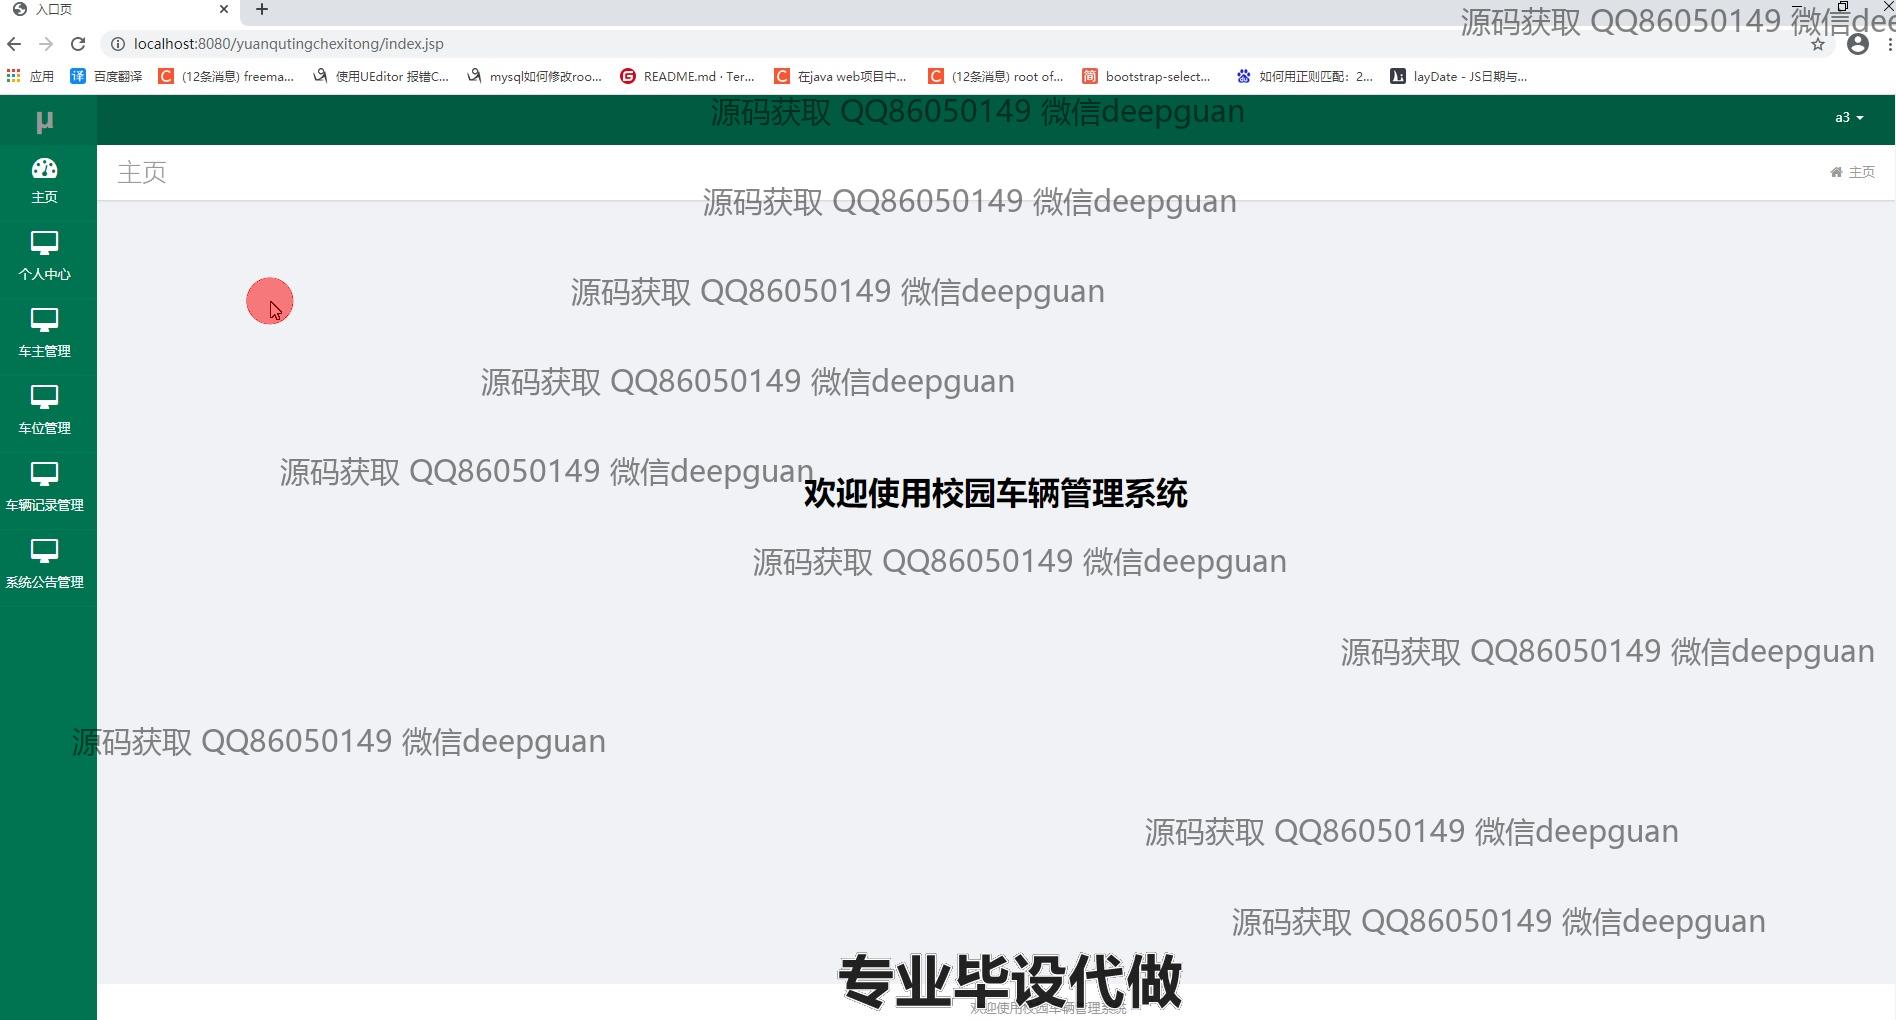 入口页
localhost:8080/yuanqutingchexitong/index.jsp
源码获取 QQ86050149 微信dee
应用 百度翻译 (12条消息) freema... 使用UEditor 报错C... mysql如何修改roo... README.md · Ter... 在java web项目中... (12条消息) root of... bootstrap-select... 如何用正则匹配：2... layDate - JS日期与...
μ
源码获取 QQ86050149 微信deepguan
a3
主页
主页
主页
源码获取 QQ86050149 微信deepguan
个人中心
源码获取 QQ86050149 微信deepguan
车主管理
源码获取 QQ86050149 微信deepguan
车位管理
源码获取 QQ86050149 微信deepguan
欢迎使用校园车辆管理系统
车辆记录管理
源码获取 QQ86050149 微信deepguan
系统公告管理
源码获取 QQ86050149 微信deepguan
源码获取 QQ86050149 微信deepguan
源码获取 QQ86050149 微信deepguan
源码获取 QQ86050149 微信deepguan
专业毕设代做
欢迎使用校园车辆管理系统